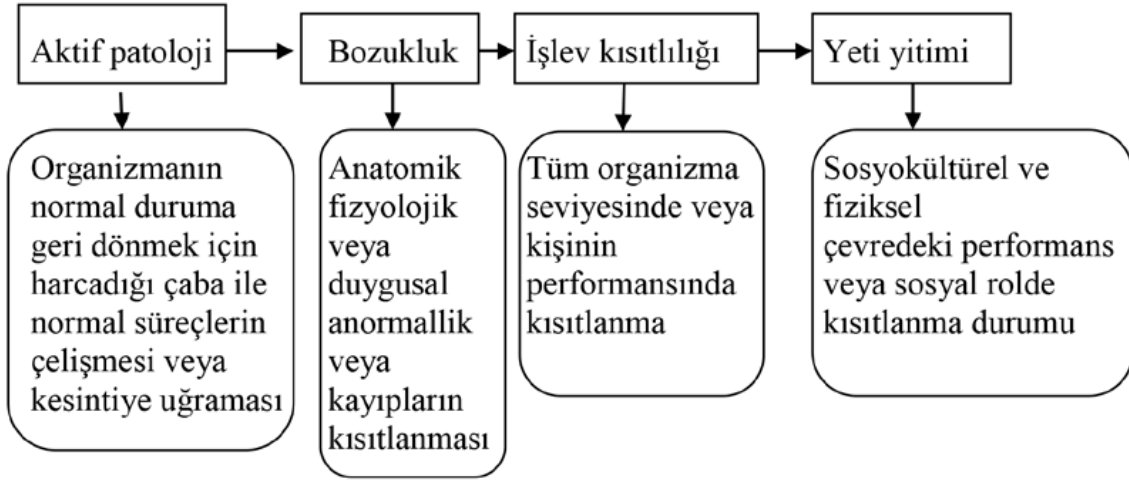 Aktif patoloji
Bozukluk
İşlev kısıtlılığı
Yeti yitimi
Organizmanın
normal duruma
geri dönmek için
harcadığı çaba ile
normal süreçlerin
çelişmesi veya
kesintiye uğraması
Anatomik
fizyolojik
veya
duygusal
anormallik
veya
kayıpların
kısıtlanması
Tüm organizma
seviyesinde veya
kişinin
performansında
kısıtlanma
Sosyokültürel ve
fiziksel
çevredeki performans
veya sosyal rolde
kısıtlanma durumu